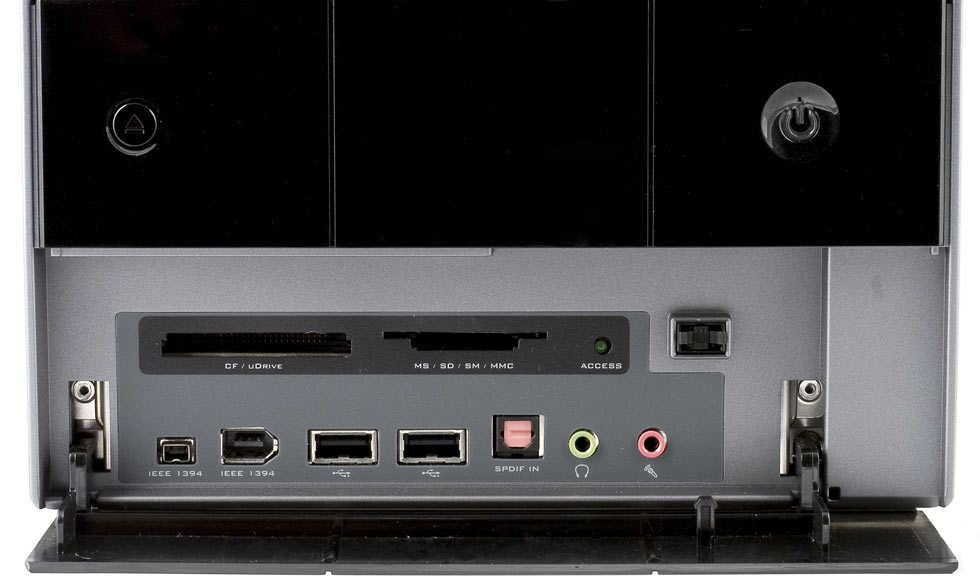 CF / uDRIVE
MS / SD / SM / MMC
ACCESS
IEEE 1394
IEEE 1394
SPDIF IN